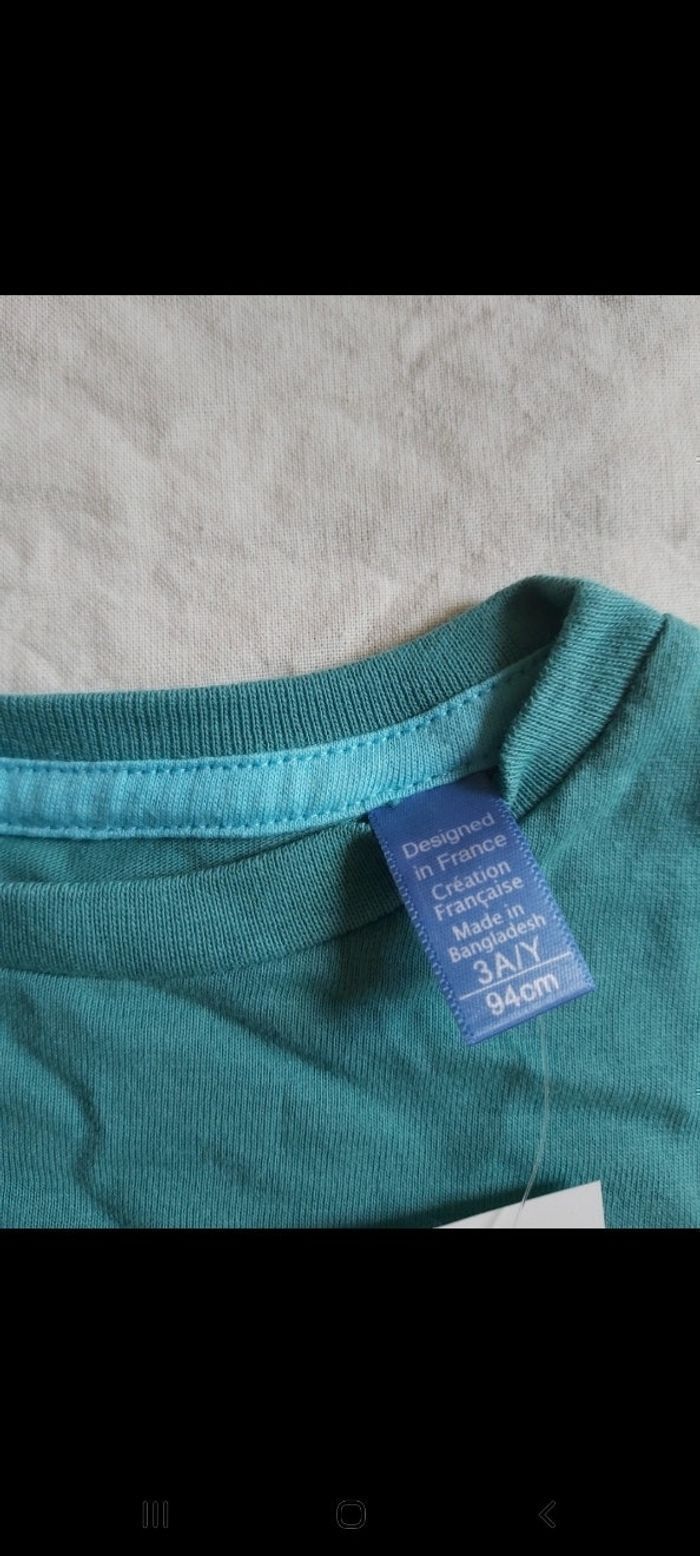 Designed
in France
Création
Française
Made in
Bangladesh
3A/Y
94cm